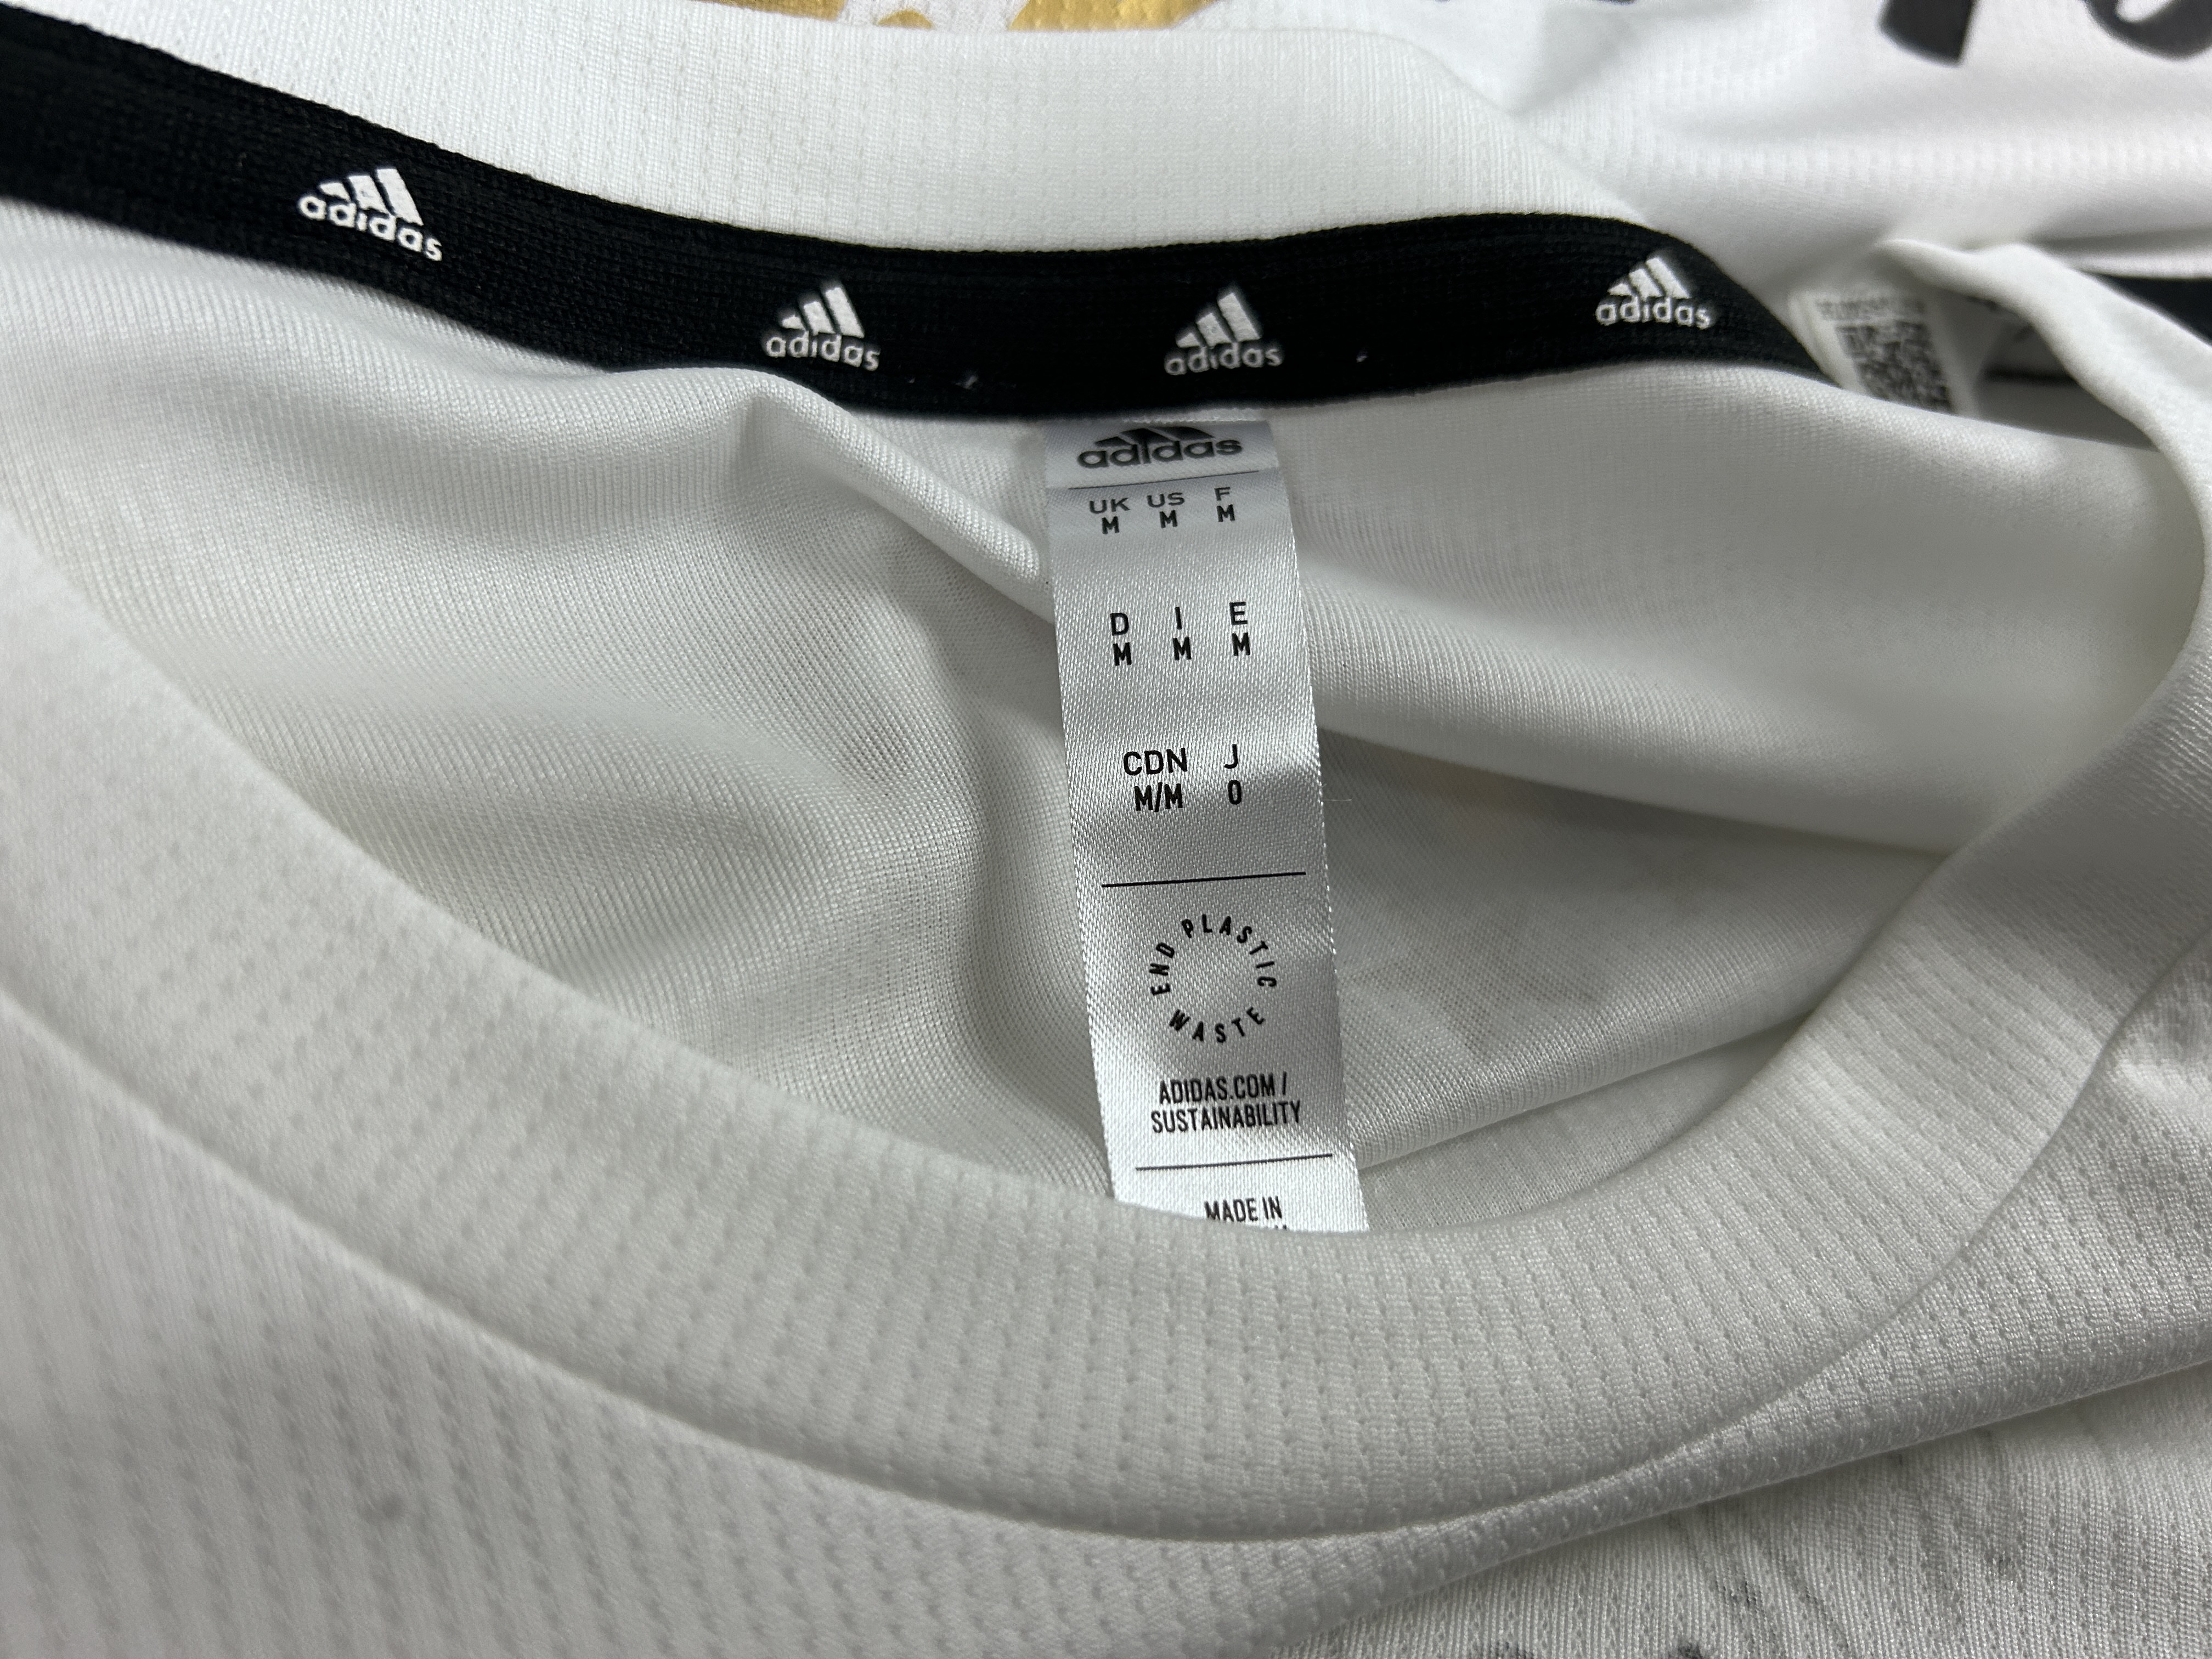 adidas
adidas
adidas
adidas
adidas
UK US F
M M M
D I E
M M M
CDN J
M/M O
END PLASTIC WASTE
ADIDAS.COM /
SUSTAINABILITY
MADE IN